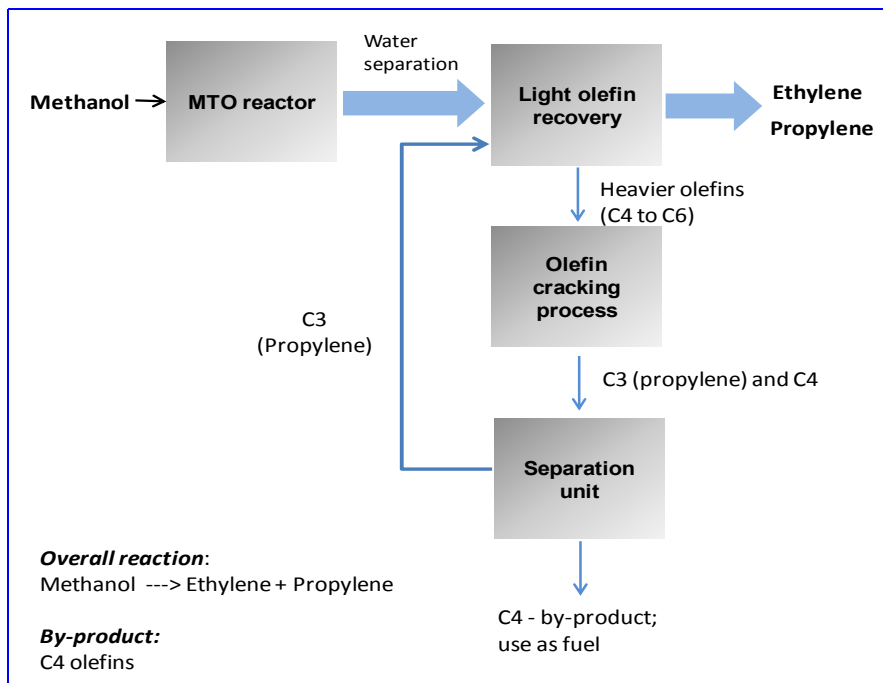 Water
separation
Methanol
MTO reactor
Light olefin
recovery
Ethylene
Propylene
Heavier olefins
(C4 to C6)
Olefin
cracking
process
C3
(Propylene)
C3 (propylene) and C4
Separation
unit
Overall reaction:
Methanol ---> Ethylene + Propylene
C4 - by-product;
use as fuel
By-product:
C4 olefins